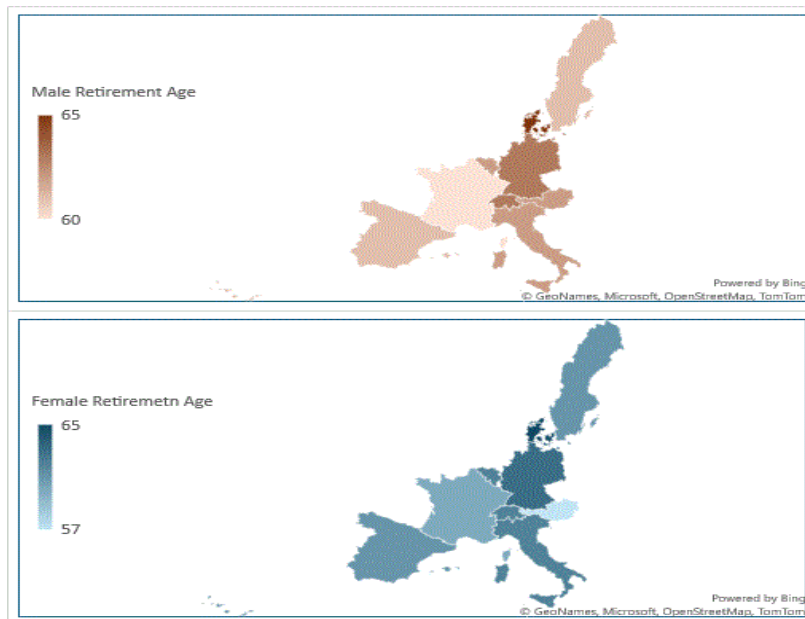 Male Retirement Age
65
60
Powered by Bing
© GeoNames, Microsoft, OpenStreetMap, TomTom
Female Retiremetn Age
65
57
Powered by Bing
© GeoNames, Microsoft, OpenStreetMap, TomTom